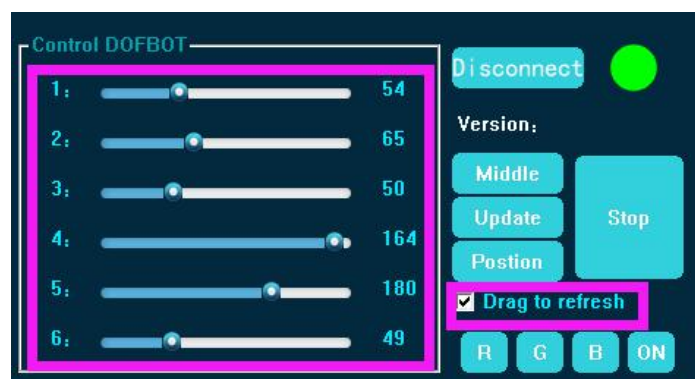 Control DOFBOT
1: 54
2: 65
3: 50
4: 164
5: 180
6: 49
Disconnect
Version:
Middle
Update
Postion
Stop
Drag to refresh
R G B ON